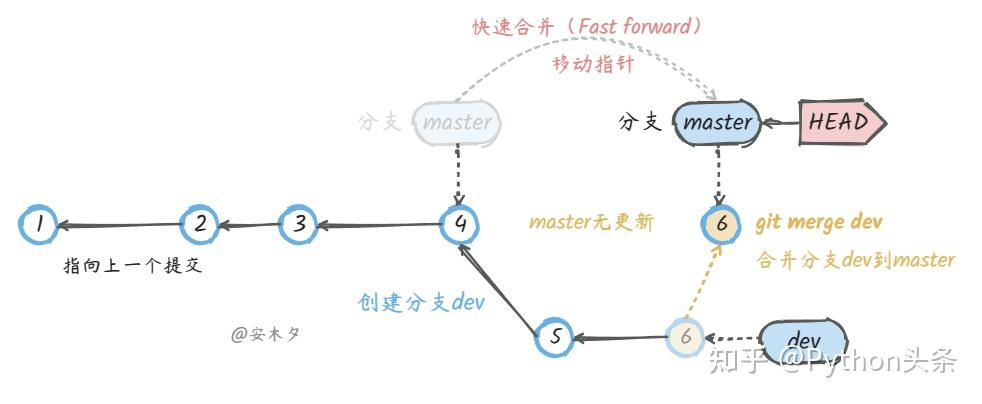 快速合并（Fast forward）
移动指针
分支 master
分支 master HEAD
1 2 3 4 master无更新 6 git merge dev
指向上一个提交 合并分支dev到master
创建分支dev
@安木夕 5 6 dev
知乎 @Python头条